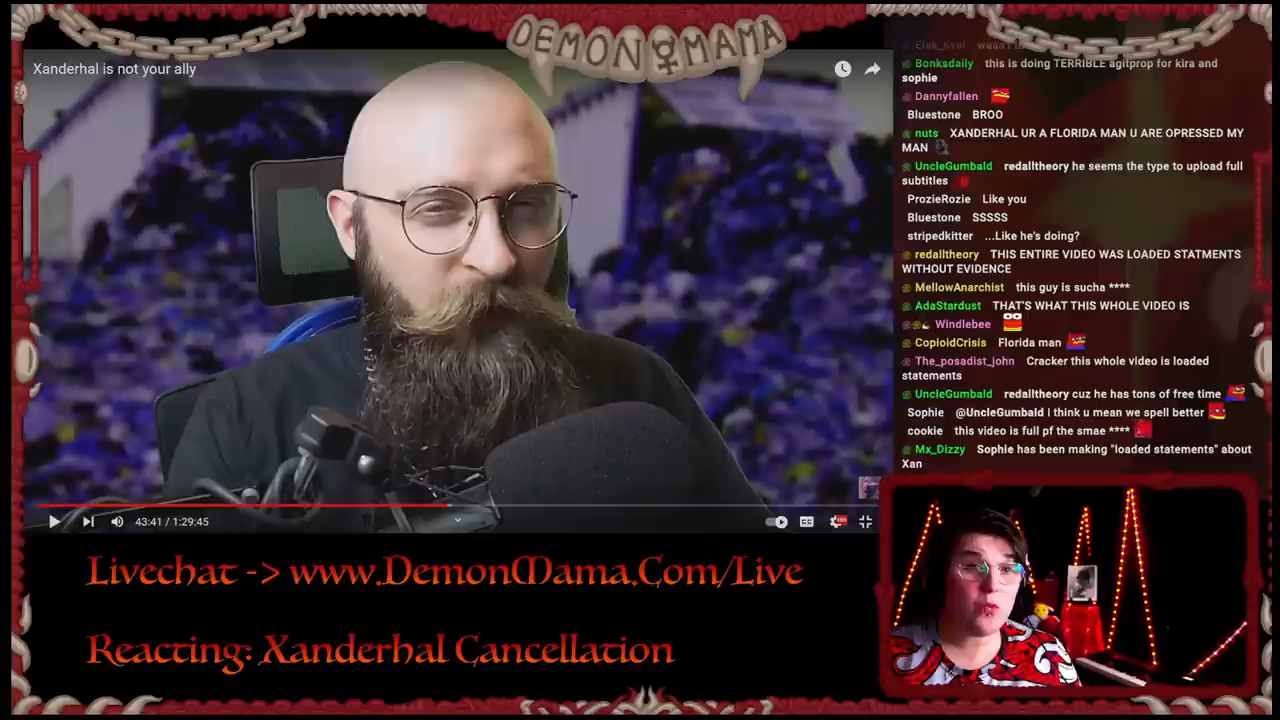 DEMON MAMA
Xanderhal is not your ally
Elak_Kval wasn't
Bonksdaily this is doing TERRIBLE agitprop for kira and
sophie
Dannyfallen
Bluestone BROO
nuts XANDERHAL UR A FLORIDA MAN U ARE OPRESSED MY
MAN
UncleGumbald redalltheory he seems the type to upload full
subtitles
ProzieRozie Like you
Bluestone SSSSS
stripedkitter ...Like he's doing?
redalltheory THIS ENTIRE VIDEO WAS LOADED STATMENTS
WITHOUT EVIDENCE
MellowAnarchist this guy is sucha ****
AdaStardust THAT'S WHAT THIS WHOLE VIDEO IS
Windlebee
CopioidCrisis Florida man
The_posadist_john Cracker this whole video is loaded
statements
UncleGumbald redalltheory cuz he has tons of free time
Sophie @UncleGumbald I think u mean we spell better
cookie this video is full pf the smae ****
Mx_Dizzy Sophie has been making "loaded statements" about
Xan
43:41 / 1:29:45
CC
HD
Livechat -> www.DemonMama.Com/Live
Reacting: Xanderhal Cancellation